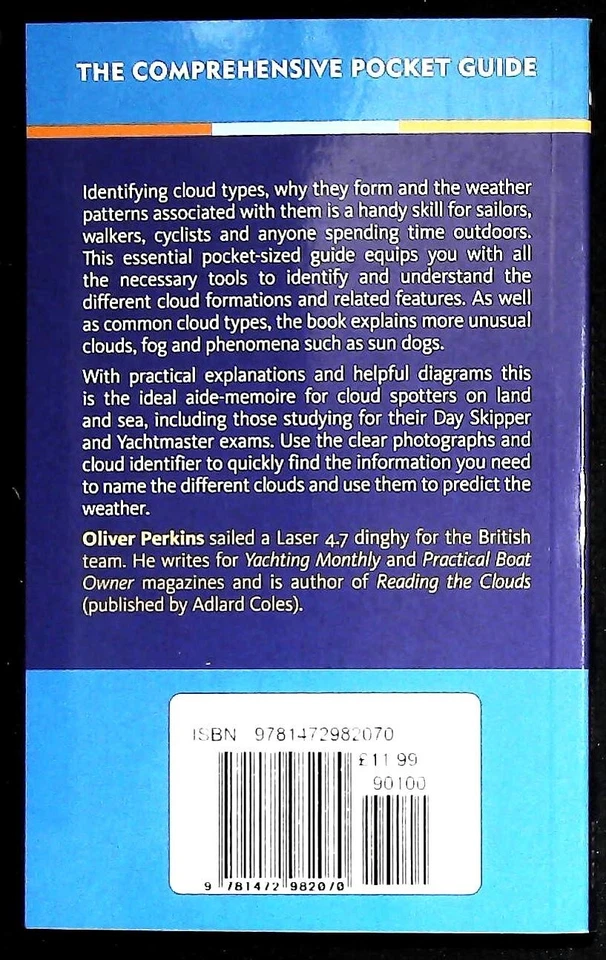 THE COMPREHENSIVE POCKET GUIDE
Identifying cloud types, why they form and the weather
patterns associated with them is a handy skill for sailors,
walkers, cyclists and anyone spending time outdoors.
This essential pocket-sized guide equips you with all
the necessary tools to identify and understand the
different cloud formations and related features. As well
as common cloud types, the book explains more unusual
clouds, fog and phenomena such as sun dogs.
With practical explanations and helpful diagrams this
is the ideal aide-memoire for cloud spotters on land
and sea, including those studying for their Day Skipper
and Yachtmaster exams. Use the clear photographs and
cloud identifier to quickly find the information you need
to name the different clouds and use them to predict the
weather.
Oliver Perkins sailed a Laser 4.7 dinghy for the British
team. He writes for Yachting Monthly and Practical Boat
Owner magazines and is author of Reading the Clouds
(published by Adlard Coles).
ISBN 9781472982070
£11.99
90100
9 781472 982070